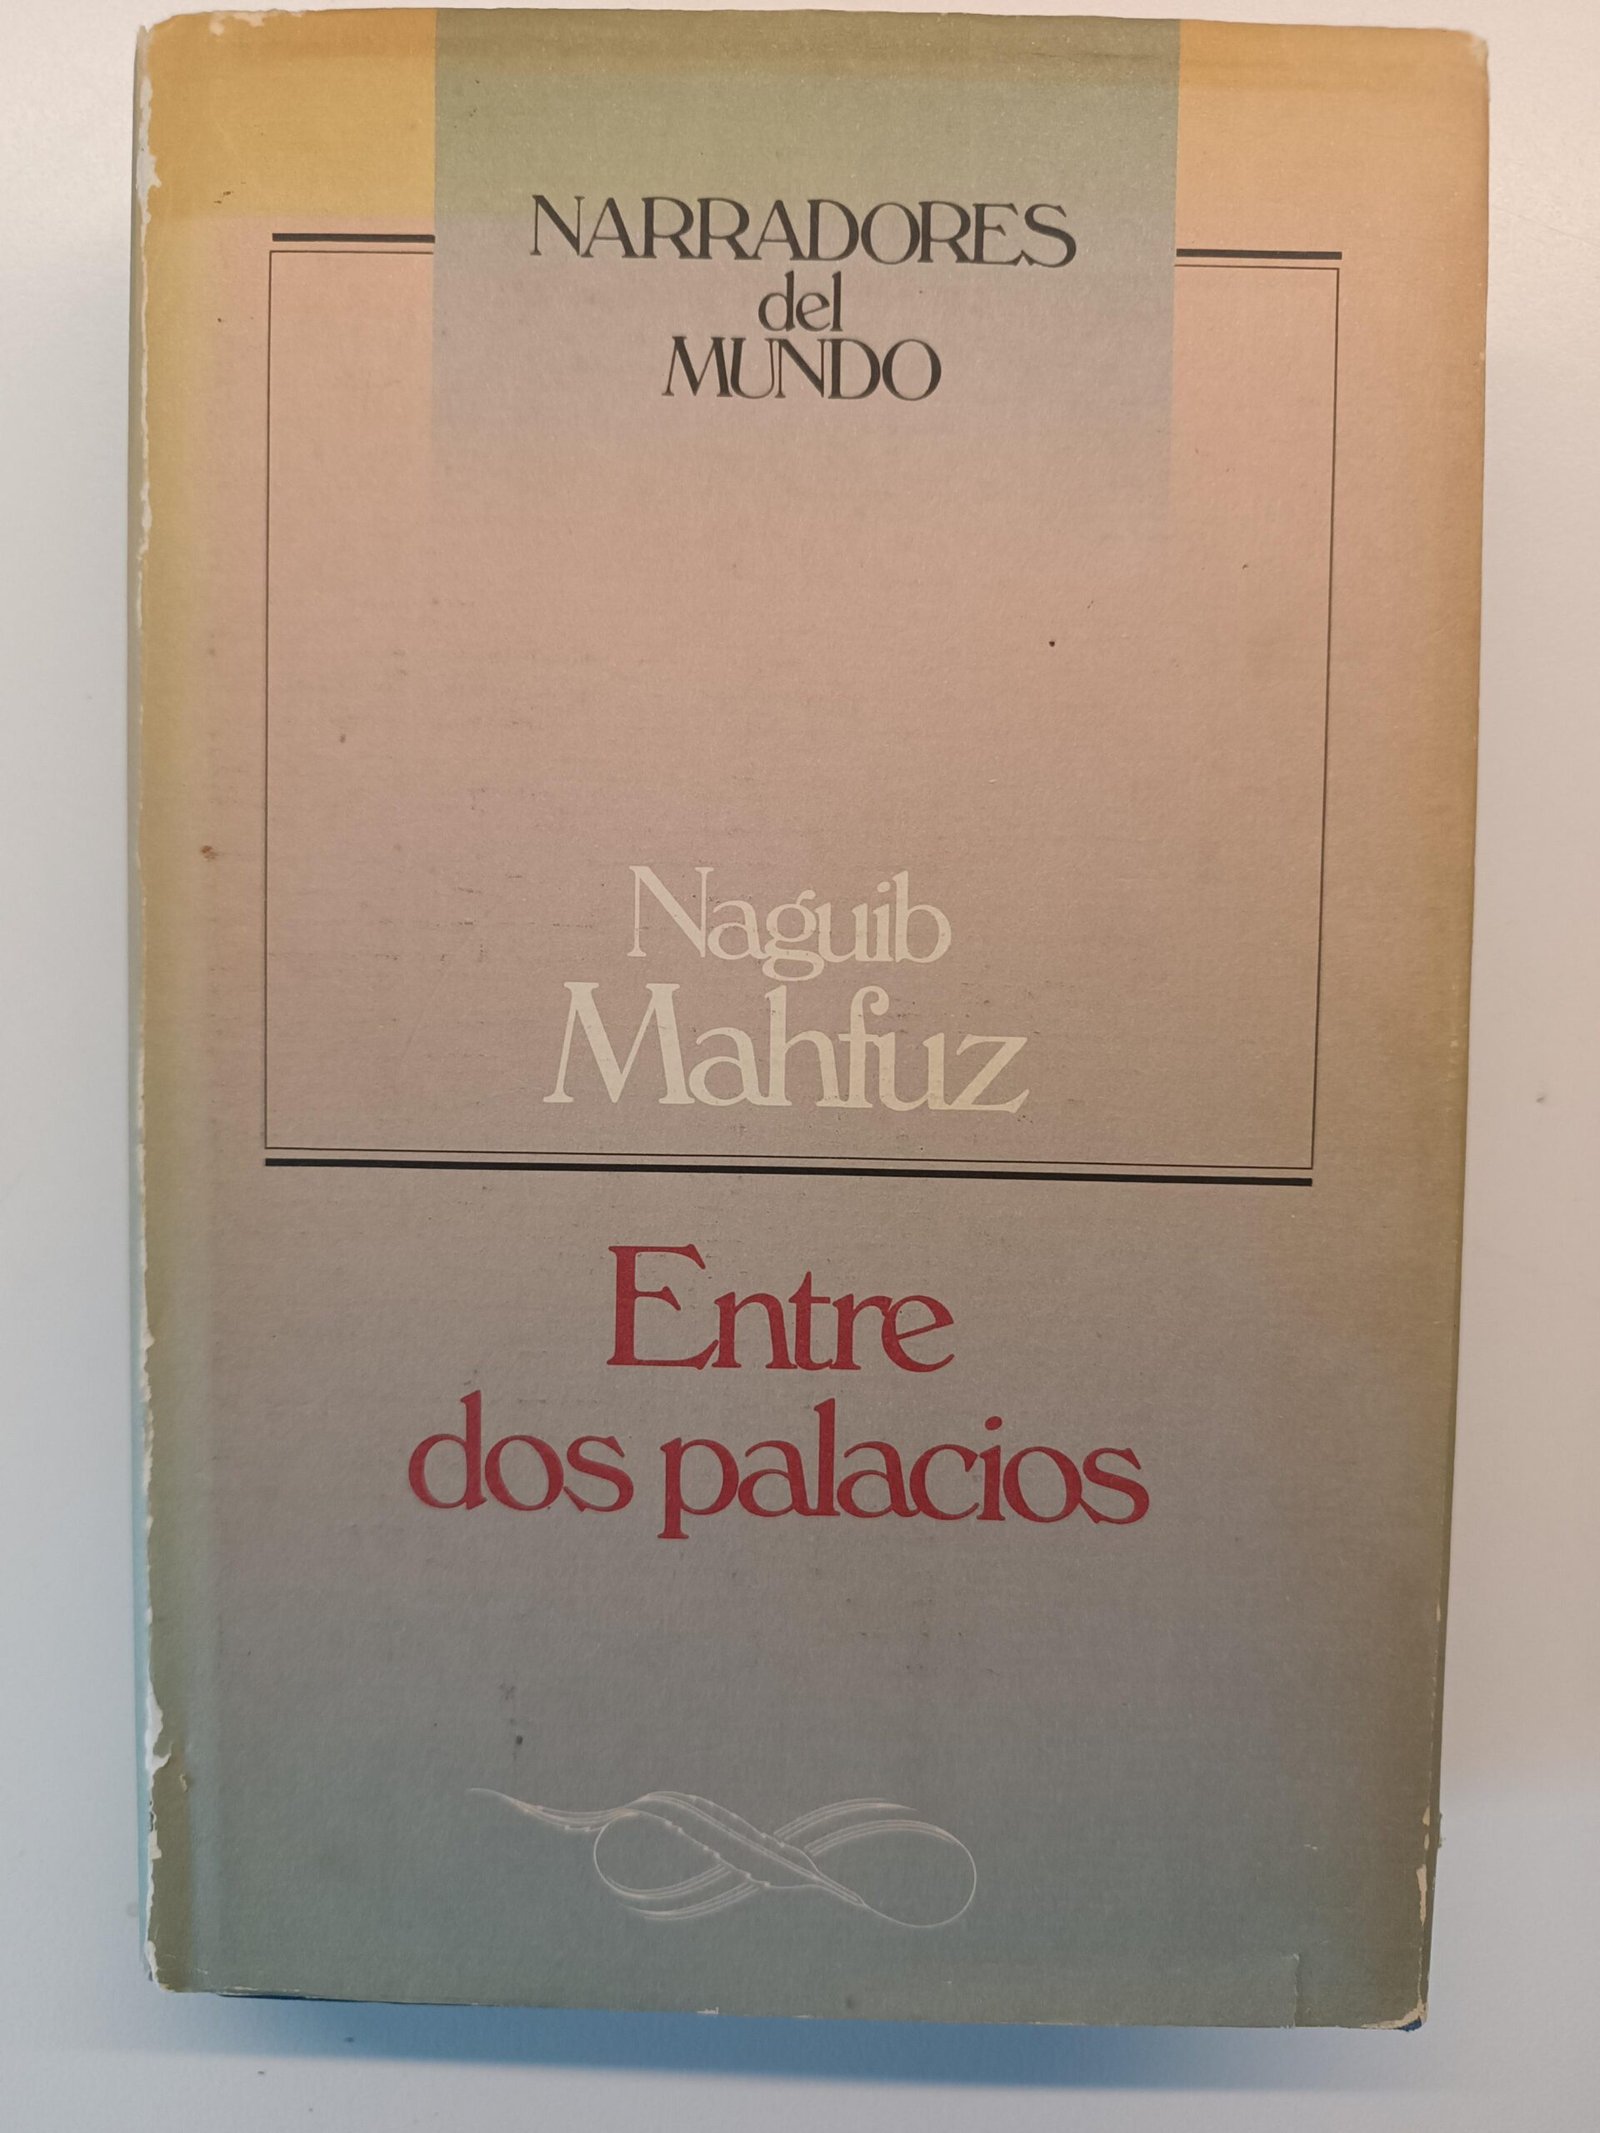 NARRADORES
del
MUNDO
Naguib
Mahfuz
Entre
dos palacios